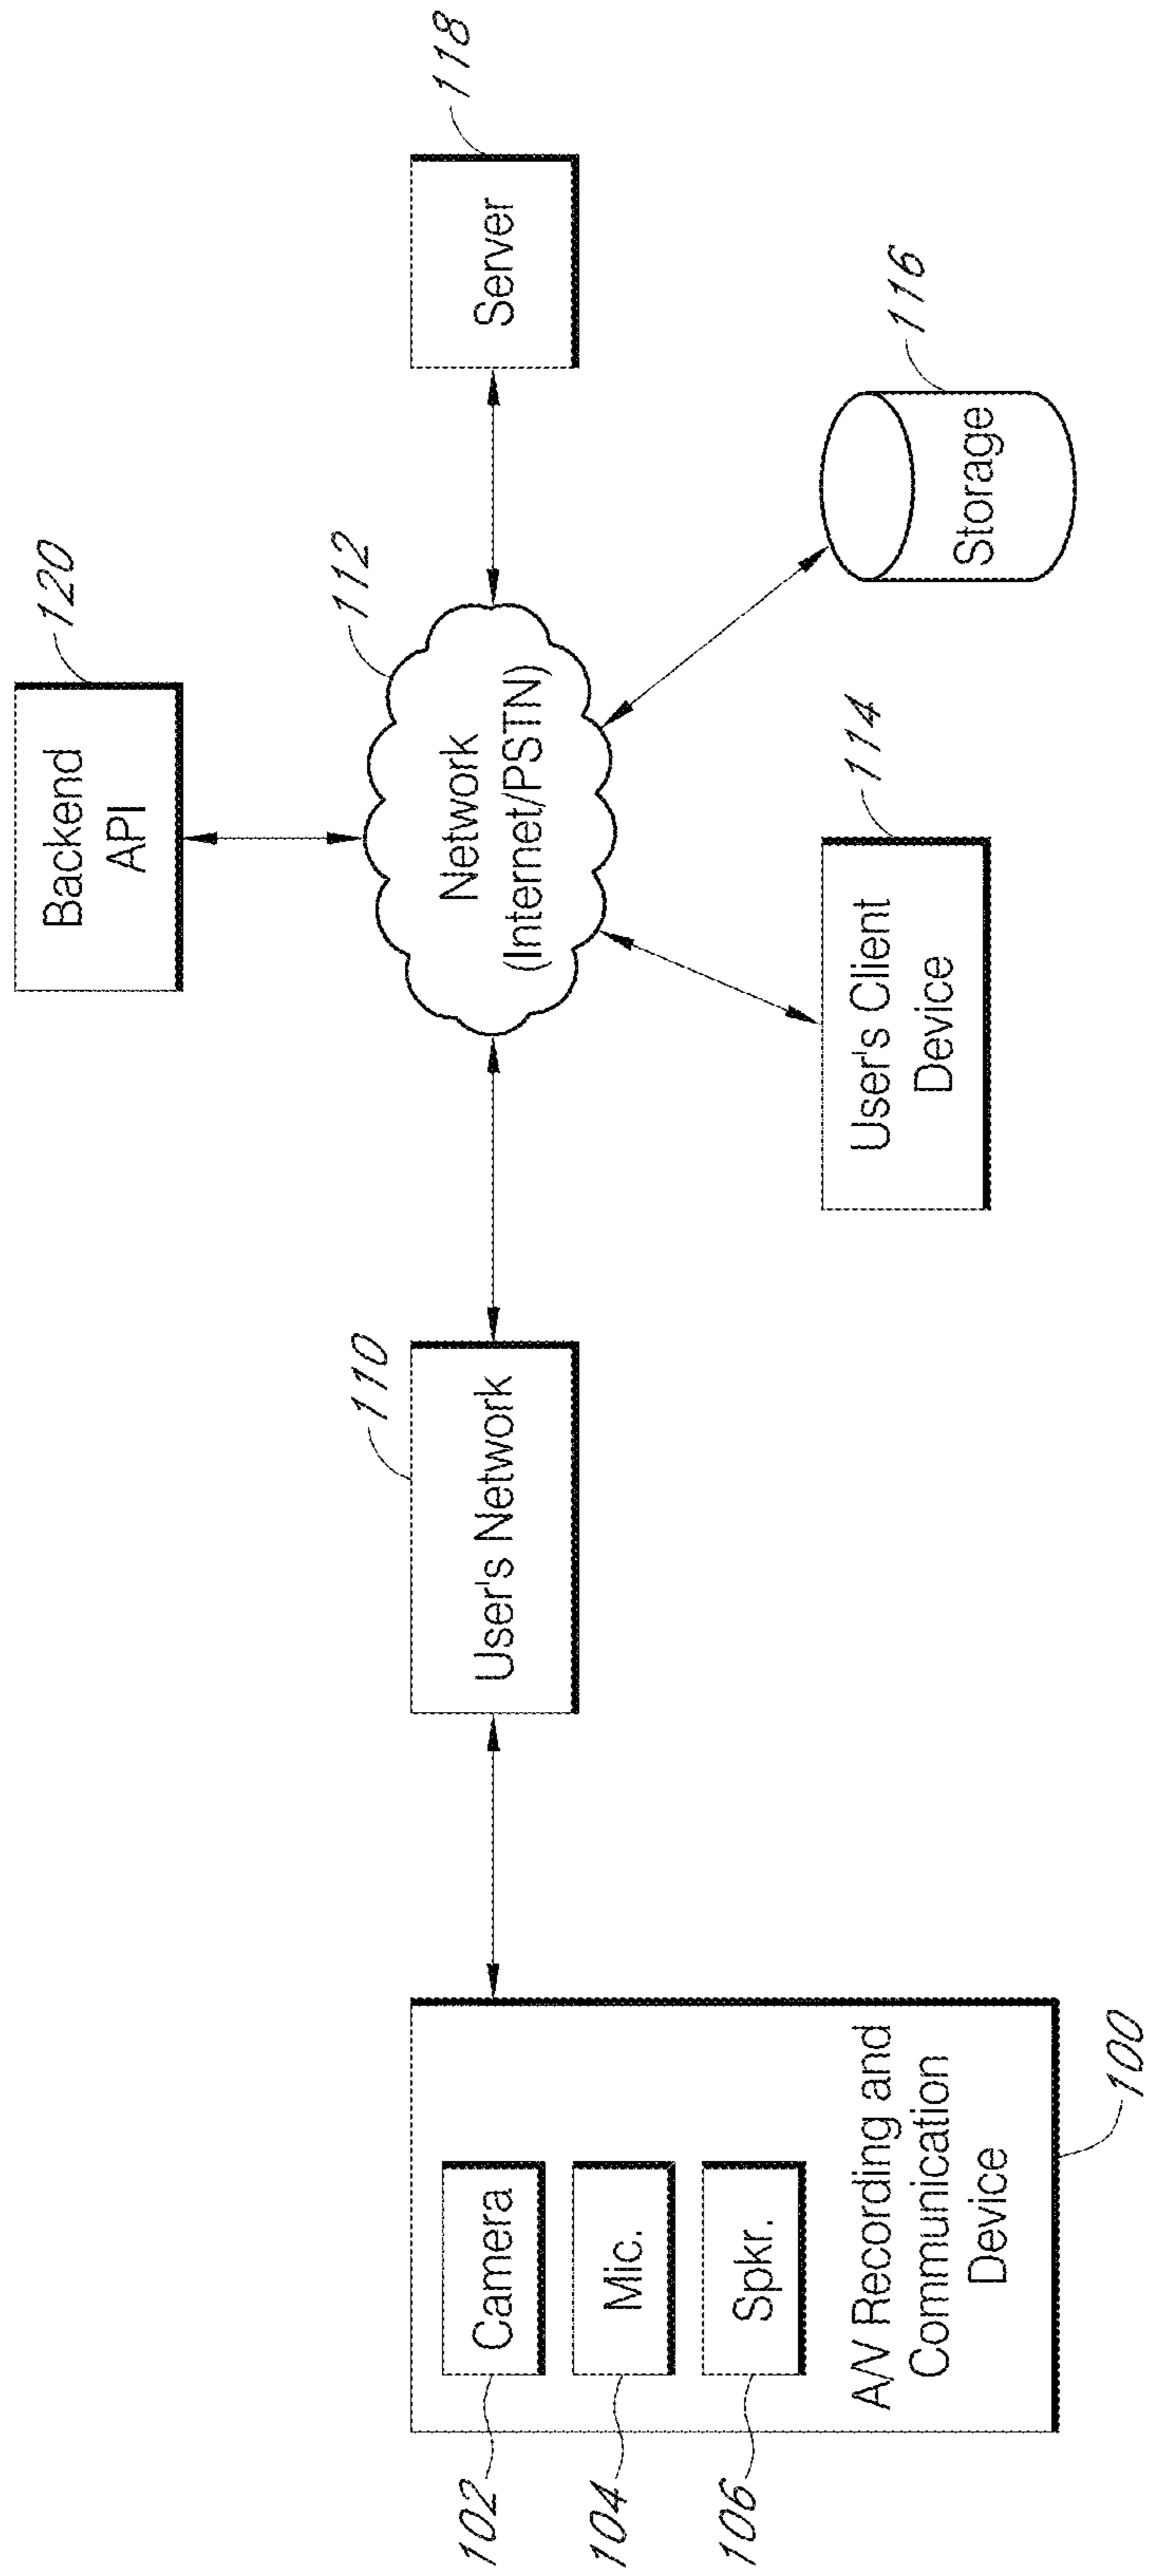 120
Backend
API
118
Server
112
Network
(Internet/PSTN)
110
User's Network
116
Storage
114
User's Client
Device
102
Camera
104
Mic.
106
Spkr.
A/V Recording and
Communication
Device
100